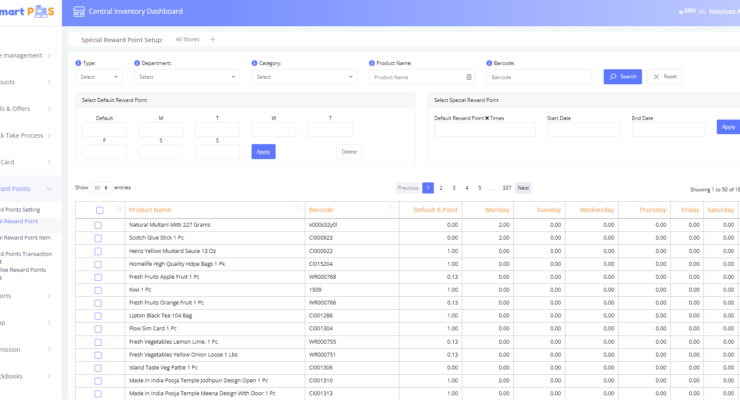 mart P S
Central Inventory Dashboard
Hi, Netclues
Special Reward Point Setup: All Stores +
e management
ounts
ls & Offers
k Take Process
Card
ard Points
d Points Setting
al Reward Point
al Reward Point Item
d Points Transaction
t
ise Reward Points
t
orts
up
mission
ckBooks
Type: Department: Category: Product Name: Barcode:
Select Select Select Product Name Barcode Search Reset
Select Default Reward Point
Default M T W T
F S S Apply Delete
Select Special Reward Point
Default Reward Point ✖ Times Start Date End Date
Apply
Show 50 entries
Previous 1 2 3 4 5 ... 337 Next
Showing 1 to 50 of 16
Product Name Barcode Default R.Point Monday Tuesday Wednesday Thursday Friday Saturday
Natural Multani Mitti 227 Grams x000s32y0l 0.00 2.00 0.00 0.00 0.00 0.00 0.00
Scotch Glue Stick 1 Pc CI000923 0.00 2.00 0.00 0.00 0.00 0.00 0.00
Heinz Yellow Mustard Sauce 13 Oz CI000922 1.00 0.00 0.00 0.00 0.00 0.00 0.00
Homelife High Quality Hdpe Bags 1 Pk CI015204 1.00 0.00 0.00 0.00 0.00 0.00 0.00
Fresh Fruits Apple Fruit 1 Pc WR000768 0.13 0.00 0.00 0.00 0.00 0.00 0.00
Kiwi 1 Pc 1509 1.00 0.00 0.00 0.00 0.00 0.00 0.00
Fresh Fruits Orange Fruit 1 Pc WR000766 0.13 0.00 0.00 0.00 0.00 0.00 0.00
Lipton Black Tea 104 Bag CI001286 1.00 0.00 0.00 0.00 0.00 0.00 0.00
Flow Sim Card 1 Pc CI001304 1.00 0.00 0.00 0.00 0.00 0.00 0.00
Fresh Vegetables Lemon Lime. 1 Pc WR000755 0.13 0.00 0.00 0.00 0.00 0.00 0.00
Fresh Vegetables Yellow Onion Loose 1 Lbs WR000751 0.13 0.00 0.00 0.00 0.00 0.00 0.00
Island Taste Veg Pattie 1 Pc CI001306 0.00 0.00 0.00 0.00 0.00 0.00 0.00
Made In India Pooja Temple Jodhpuri Design Open 1 Pc CI001310 1.00 0.00 0.00 0.00 0.00 0.00 0.00
Made In India Pooja Temple Meena Design With Door 1 Pc CI001313 1.00 0.00 0.00 0.00 0.00 0.00 0.00